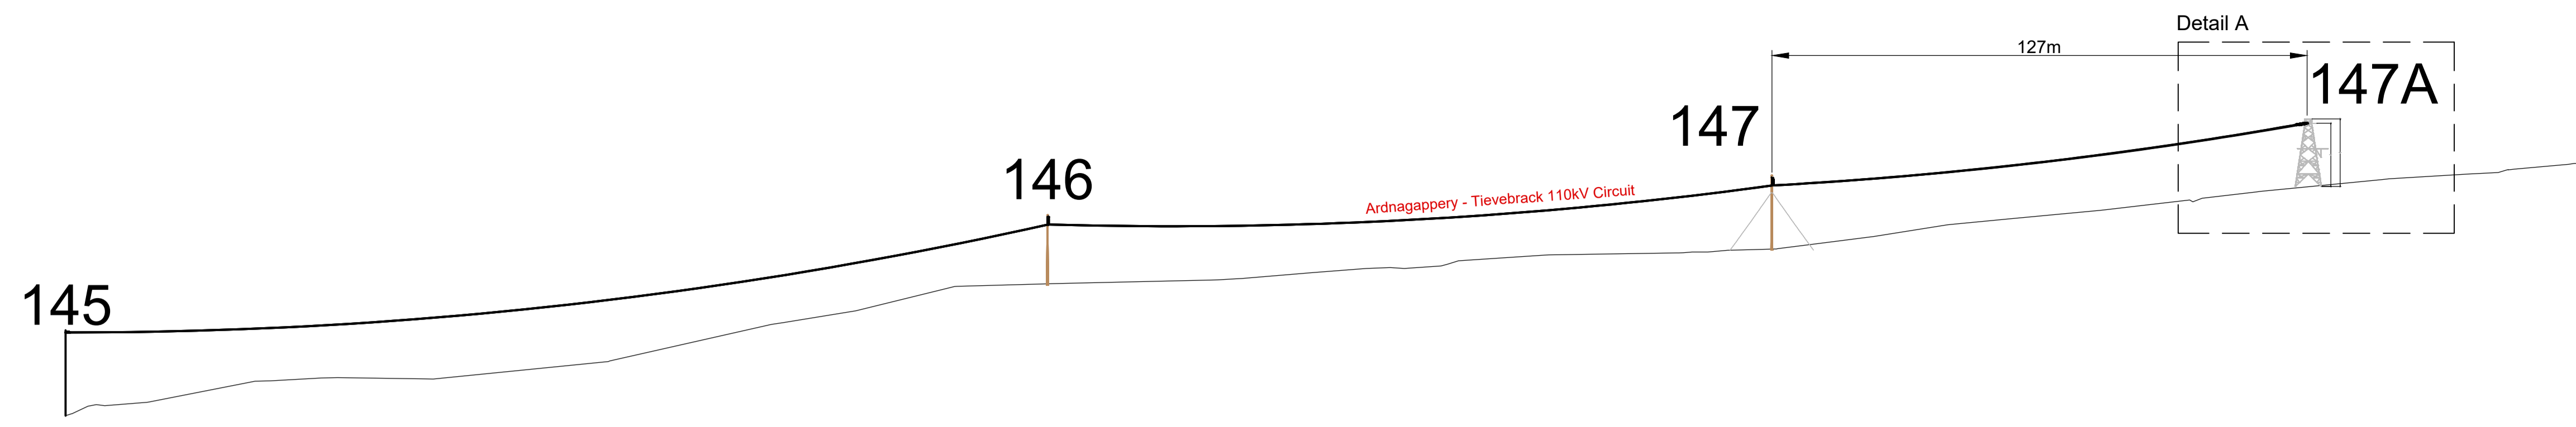 Detail A
127m
147A
147
146
Ardnagappery - Tievebrack 110kV Circuit
145